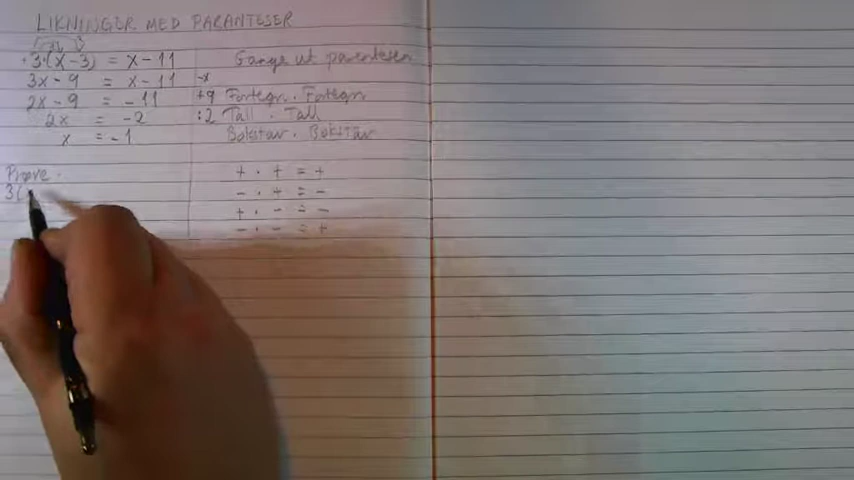 LIKNINGER MED PARANTESER
3·(x-3) = x-11 Gange ut parentesen
3x-9 = x-11 -x
2x-9 = -11 +9 Fortegn · Fortegn
2x = -2 :2 Tall · Tall
x = -1 Bokstav · Bokstav
Prøve
+ · + = +
3(
- · + = -
+ · - = -
- · - = +